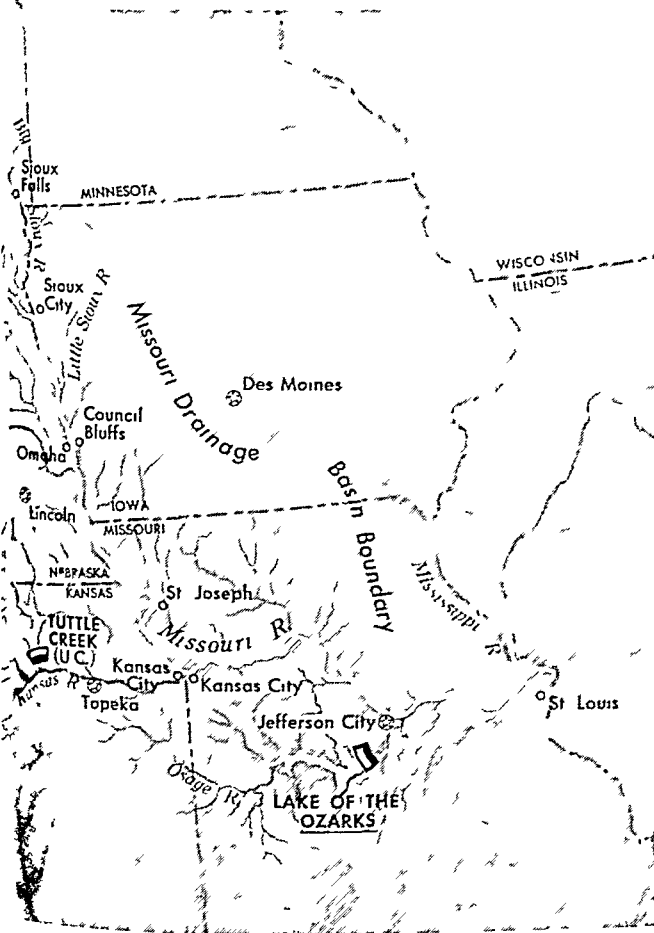 Big
Sioux
Falls
MINNESOTA
Sioux R
WISCONSIN
ILLINOIS
Sioux
City
Little Sioux R
Missouri Drainage
Des Moines
Council
Bluffs
Omaha
Basin Boundary
Lincoln
IOWA
MISSOURI
NEBRASKA
KANSAS
Mississippi R
St Joseph
TUTTLE
CREEK
(U C.)
Missouri R
Kansas
City
Kansas City
Kansas R
Topeka
St Louis
Jefferson City
Osage R
LAKE OF THE
OZARKS